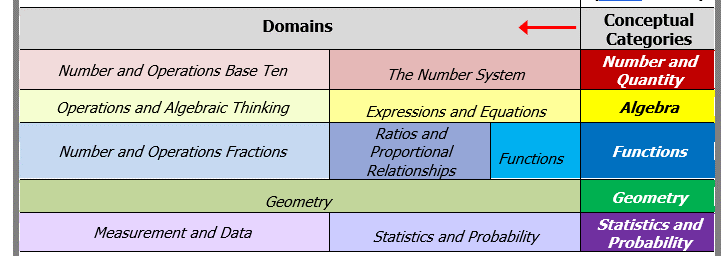 Domains
Conceptual
Categories
Number and Operations Base Ten
The Number System
Number and
Quantity
Operations and Algebraic Thinking
Expressions and Equations
Algebra
Number and Operations Fractions
Ratios and
Proportional
Relationships
Functions
Functions
Geometry
Geometry
Measurement and Data
Statistics and Probability
Statistics and
Probability